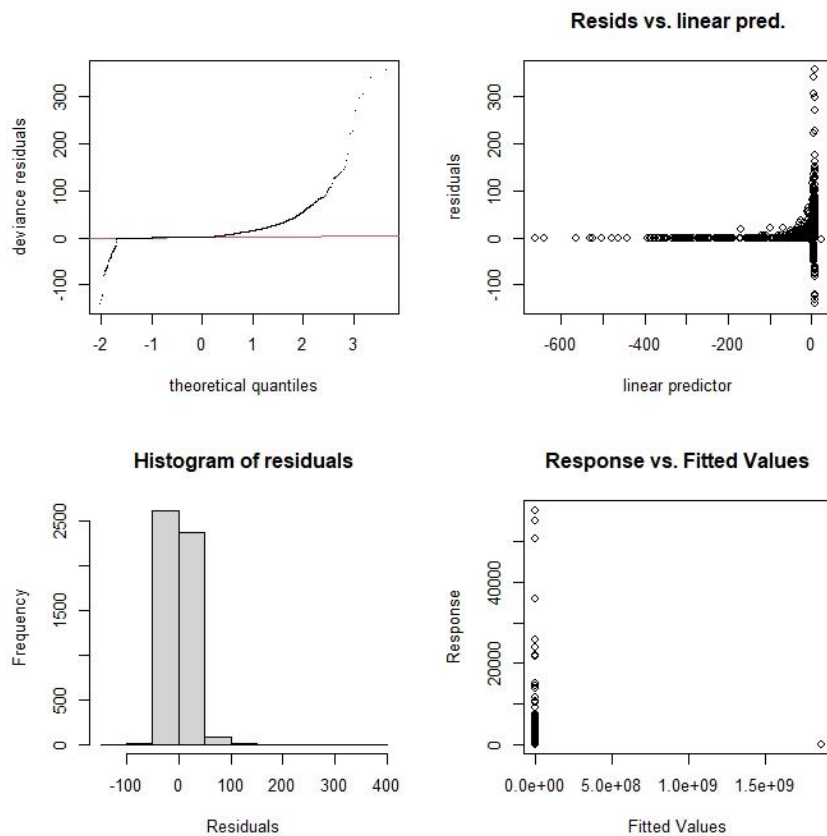 deviance residuals
300
200
100
0
-100
-2 -1 0 1 2 3
theoretical quantiles
Resids vs. linear pred.
residuals
300
200
100
0
-100
-600 -400 -200 0
linear predictor
Histogram of residuals
Frequency
2500
1500
500
0
-100 0 100 200 300 400
Residuals
Response vs. Fitted Values
Response
40000
20000
0
0.0e+00 5.0e+08 1.0e+09 1.5e+09
Fitted Values